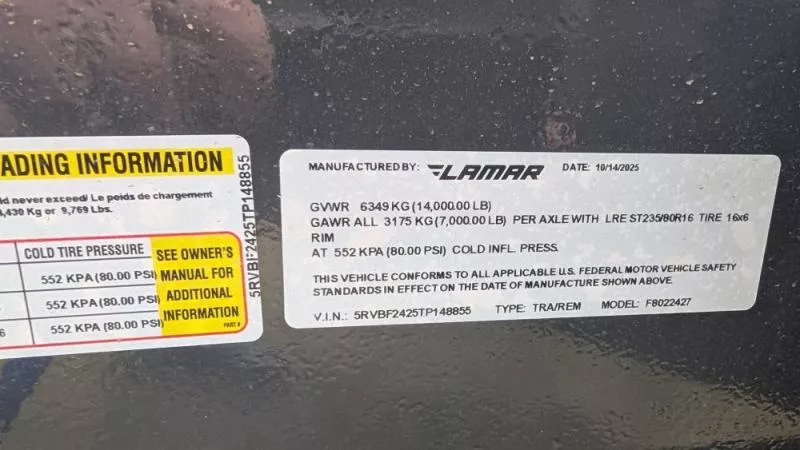 ADING INFORMATION
d never exceed/ Le poids de chargement
,430 Kg or 9,769 Lbs.
COLD TIRE PRESSURE
SEE OWNER'S
MANUAL FOR
ADDITIONAL
INFORMATION
552 KPA (80.00 PSI)
552 KPA (80.00 PSI)
6 552 KPA (80.00 PSI)
PART #
5RVBF2425TP148855
MANUFACTURED BY: LAMAR DATE: 10/14/2025
GVWR 6349 KG (14,000.00 LB)
GAWR ALL 3175 KG (7,000.00 LB) PER AXLE WITH LRE ST235/80R16 TIRE 16x6
RIM
AT 552 KPA (80.00 PSI) COLD INFL. PRESS.
THIS VEHICLE CONFORMS TO ALL APPLICABLE U.S. FEDERAL MOTOR VEHICLE SAFETY
STANDARDS IN EFFECT ON THE DATE OF MANUFACTURE SHOWN ABOVE.
V.I.N.: 5RVBF2425TP148855 TYPE: TRA/REM MODEL: F8022427